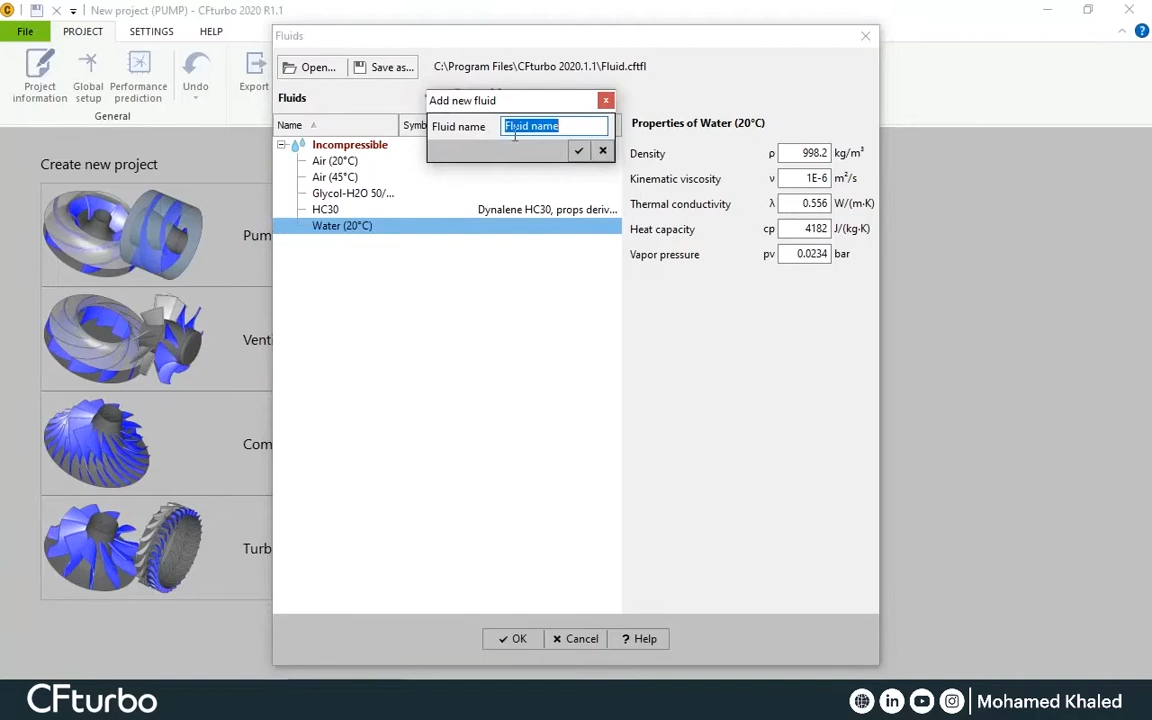 New project (PUMP) - CFturbo 2020 R1.1
File PROJECT SETTINGS HELP
Project information
Global setup
Performance prediction
Undo
Export
General
Create new project
Pum
Venti
Com
Turb
Fluids
Open... Save as... C:\Program Files\CFturbo 2020.1.1\Fluid.cftfl
Fluids
Name Symb
Incompressible
Air (20°C)
Air (45°C)
Glycol-H2O 50/...
HC30 Dynalene HC30, props deriv...
Water (20°C)
Add new fluid
Fluid name Fluid name
Properties of Water (20°C)
Density ρ 998.2 kg/m³
Kinematic viscosity ν 1E-6 m²/s
Thermal conductivity λ 0.556 W/(m·K)
Heat capacity cp 4182 J/(kg·K)
Vapor pressure pv 0.0234 bar
OK Cancel ? Help
CFturbo
Mohamed Khaled